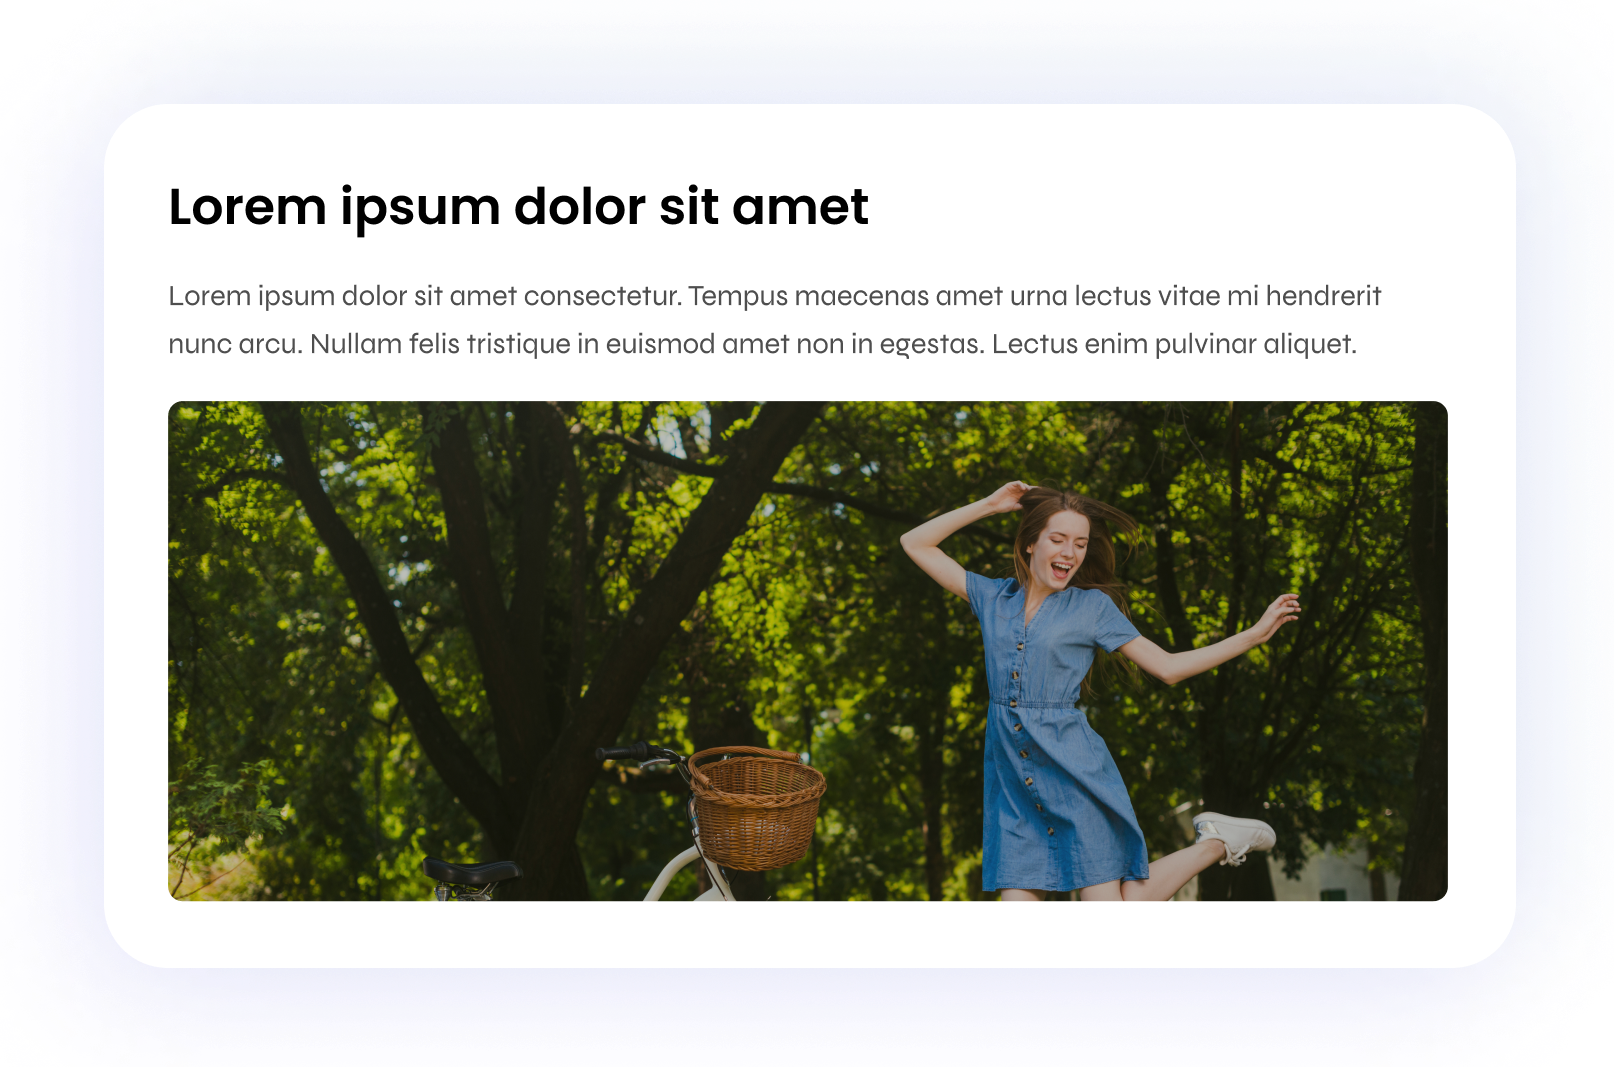 Lorem ipsum dolor sit amet
Lorem ipsum dolor sit amet consectetur. Tempus maecenas amet urna lectus vitae mi hendrerit
nunc arcu. Nullam felis tristique in euismod amet non in egestas. Lectus enim pulvinar aliquet.